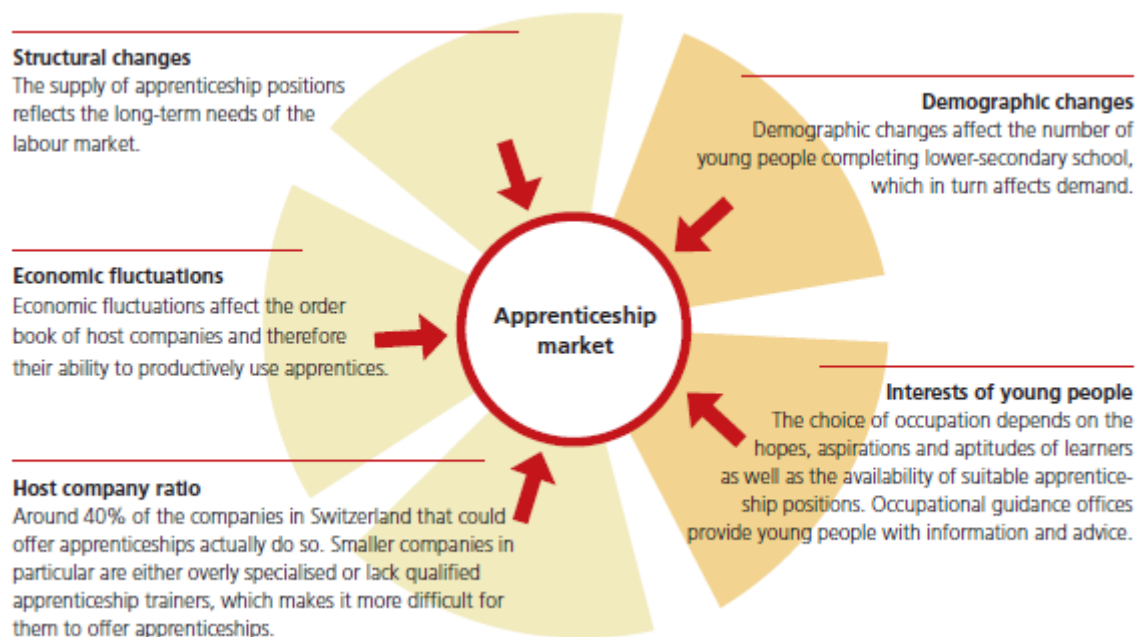 Structural changes
The supply of apprenticeship positions
reflects the long-term needs of the
labour market.
Economic fluctuations
Economic fluctuations affect the order
book of host companies and therefore
their ability to productively use apprentices.
Host company ratio
Around 40% of the companies in Switzerland that could
offer apprenticeships actually do so. Smaller companies in
particular are either overly specialised or lack qualified
apprenticeship trainers, which makes it more difficult for
them to offer apprenticeships.
Apprenticeship
market
Demographic changes
Demographic changes affect the number of
young people completing lower-secondary school,
which in turn affects demand.
Interests of young people
The choice of occupation depends on the
hopes, aspirations and aptitudes of learners
as well as the availability of suitable apprentice-
ship positions. Occupational guidance offices
provide young people with information and advice.